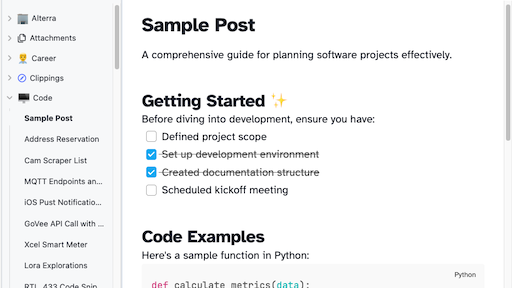 Alterra
Attachments
Career
Clippings
Code
Sample Post
Address Reservation
Cam Scraper List
MQTT Endpoints an...
iOS Pust Notificatio...
GoVee API Call with ...
Xcel Smart Meter
Lora Explorations
RTL_433 Code Snip
Sample Post
A comprehensive guide for planning software projects effectively.
Getting Started ✨
Before diving into development, ensure you have:
Defined project scope
Set up development environment
Created documentation structure
Scheduled kickoff meeting
Code Examples
Here's a sample function in Python:
Python
def calculate_metrics(data):